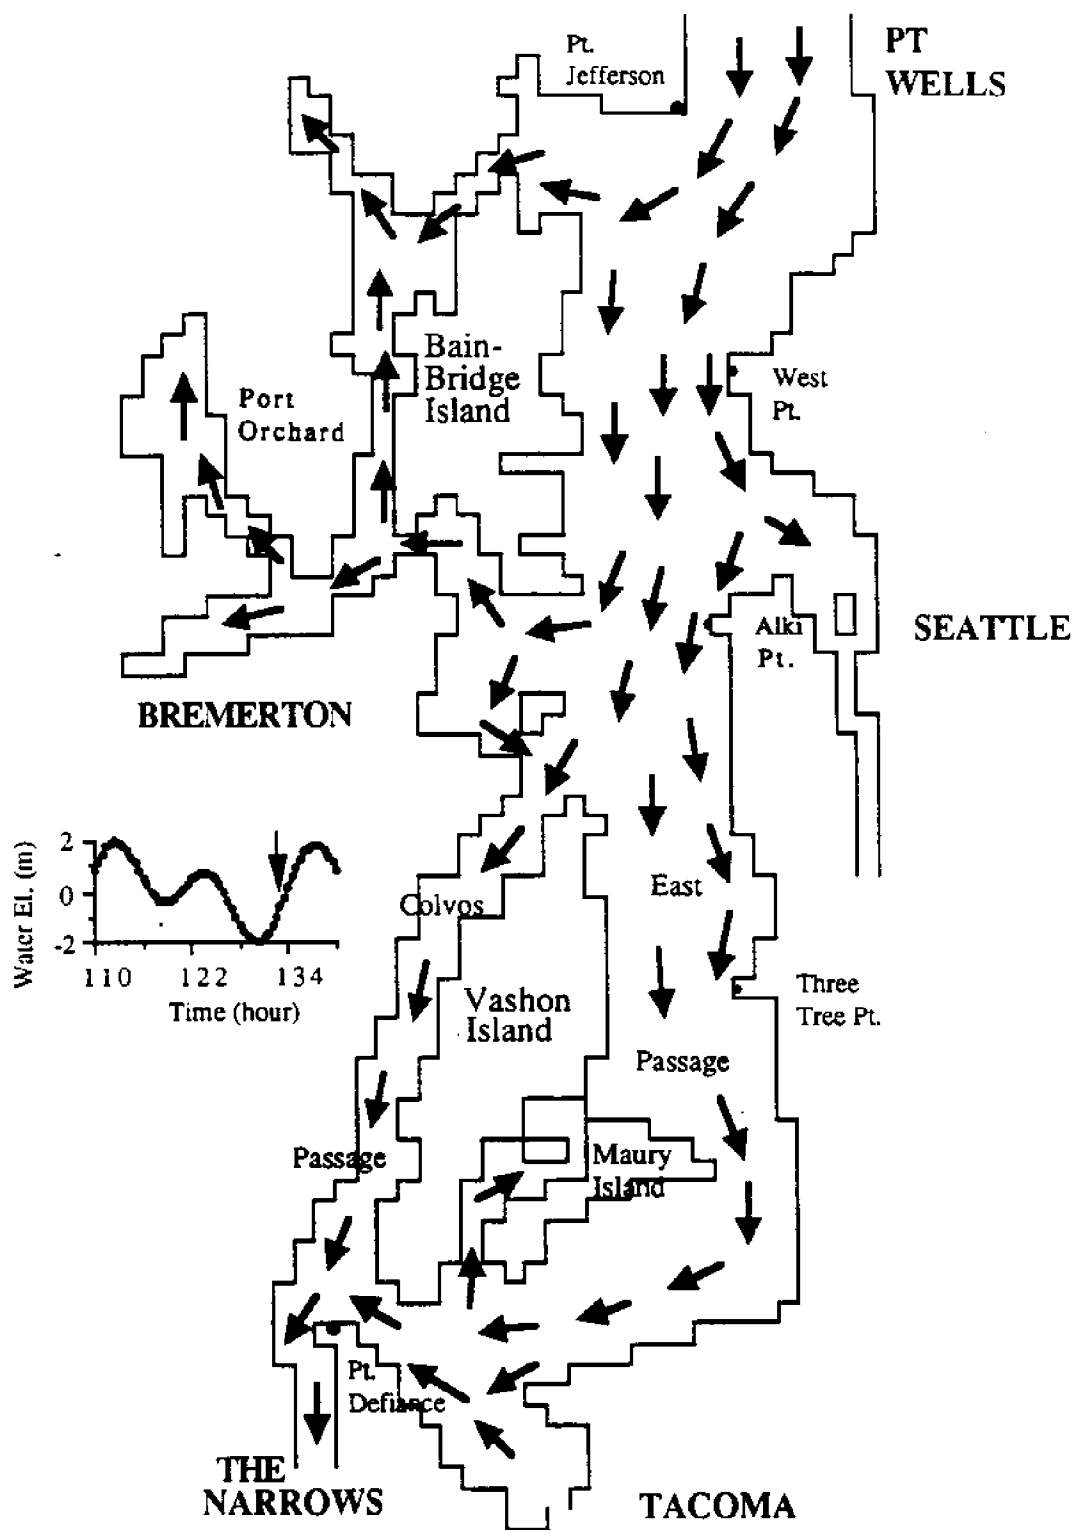 Pt.
Jefferson
PT
WELLS
Bain-
Bridge
Island
West
Pt.
Port
Orchard
Alki
Pt.
SEATTLE
BREMERTON
2
0
-2
Water El. (m)
110 122 134
Time (hour)
Colvos
East
Vashon
Island
Three
Tree Pt.
Passage
Passage
Maury
Island
Pt.
Defiance
THE
NARROWS
TACOMA